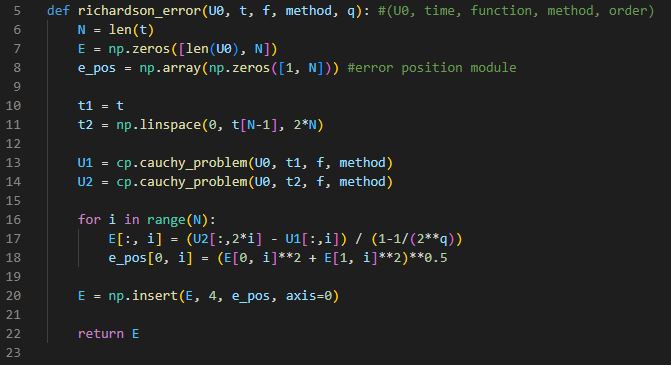 5 def richardson_error(U0, t, f, method, q): #(U0, time, function, method, order)
6     N = len(t)
7     E = np.zeros([len(U0), N])
8     e_pos = np.array(np.zeros([1, N])) #error position module
9
10     t1 = t
11     t2 = np.linspace(0, t[N-1], 2*N)
12
13     U1 = cp.cauchy_problem(U0, t1, f, method)
14     U2 = cp.cauchy_problem(U0, t2, f, method)
15
16     for i in range(N):
17         E[:, i] = (U2[:,2*i] - U1[:,i]) / (1-1/(2**q))
18         e_pos[0, i] = (E[0, i]**2 + E[1, i]**2)**0.5
19
20     E = np.insert(E, 4, e_pos, axis=0)
21
22     return E
23